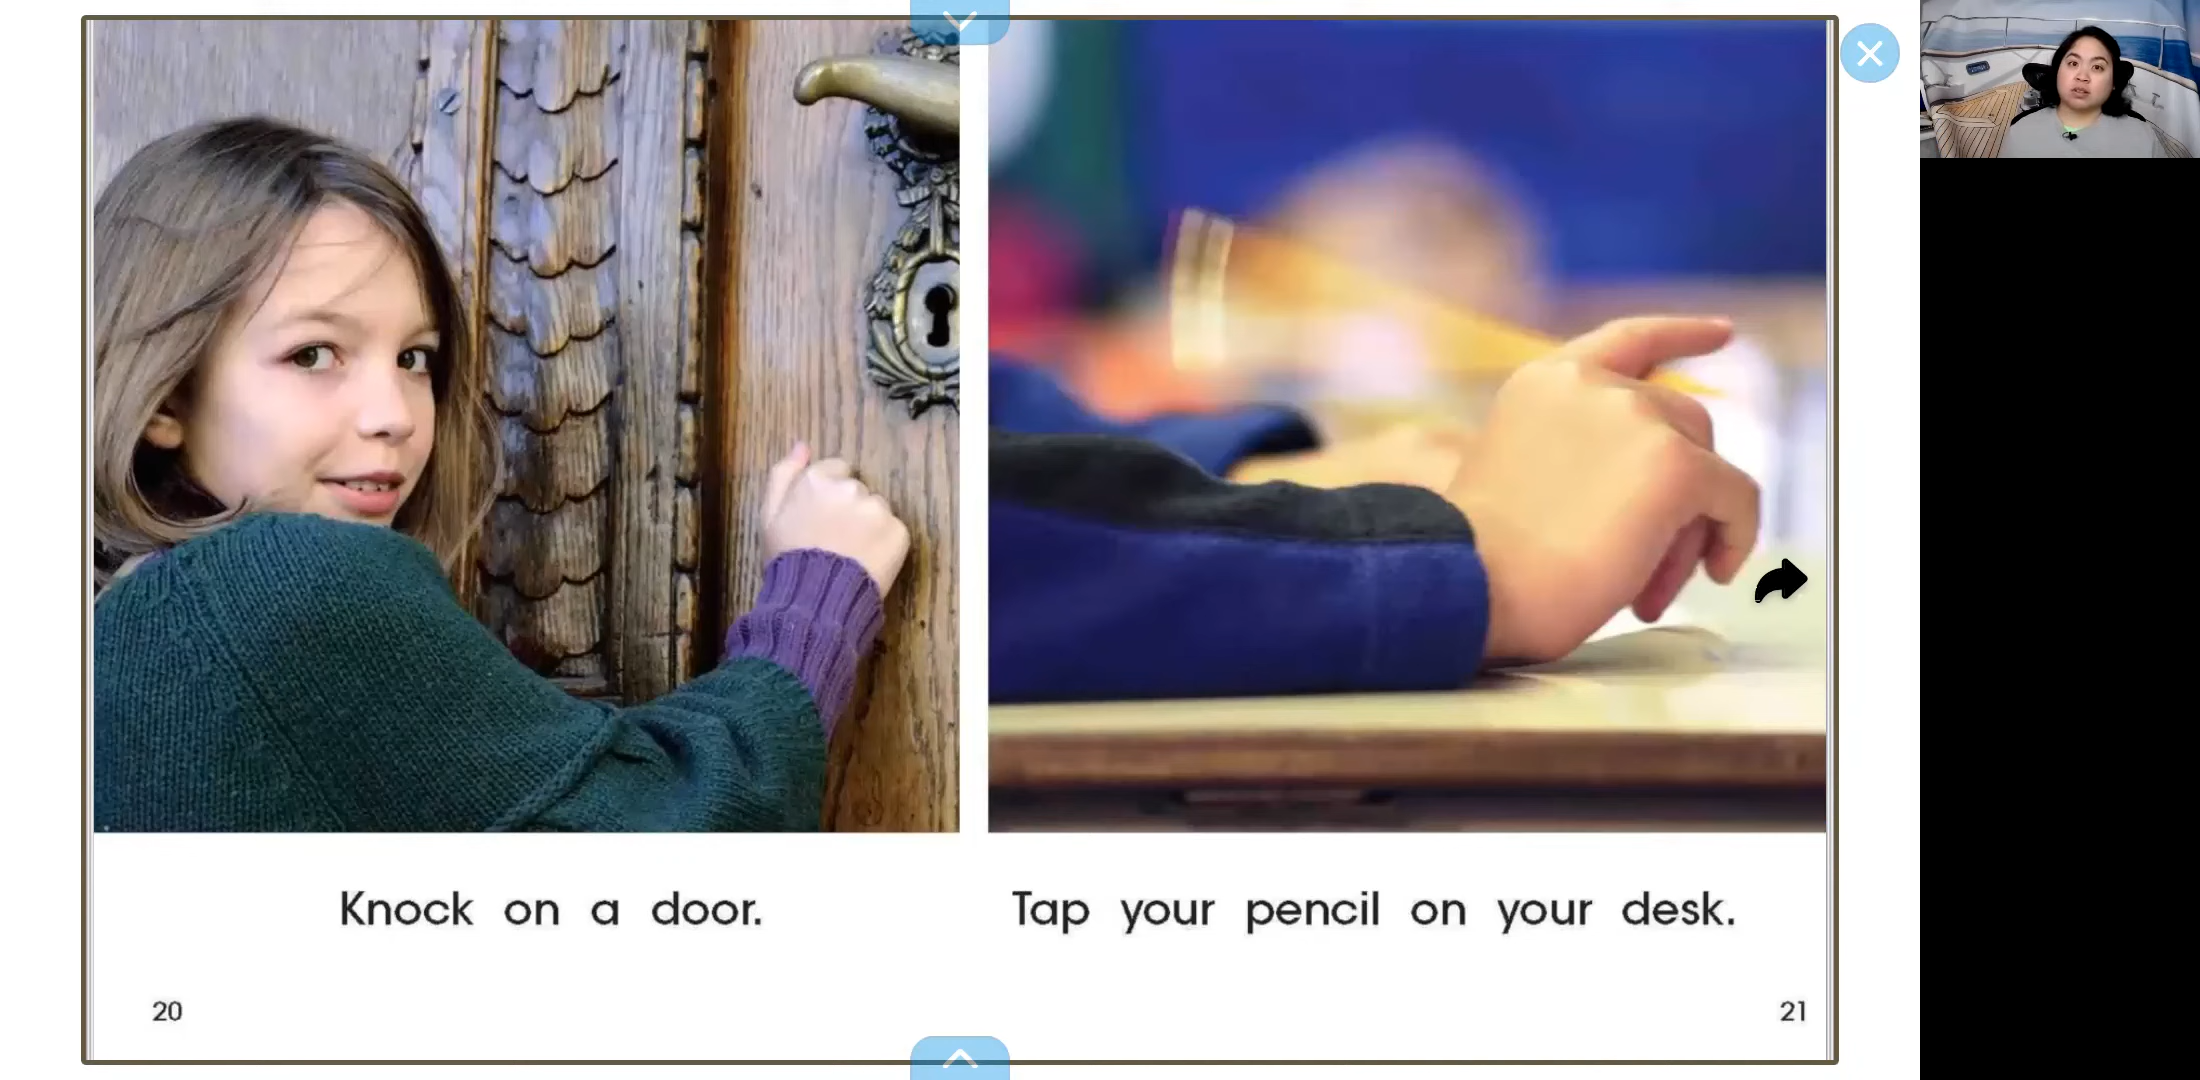 Knock on a door.
Tap your pencil on your desk.
20
21